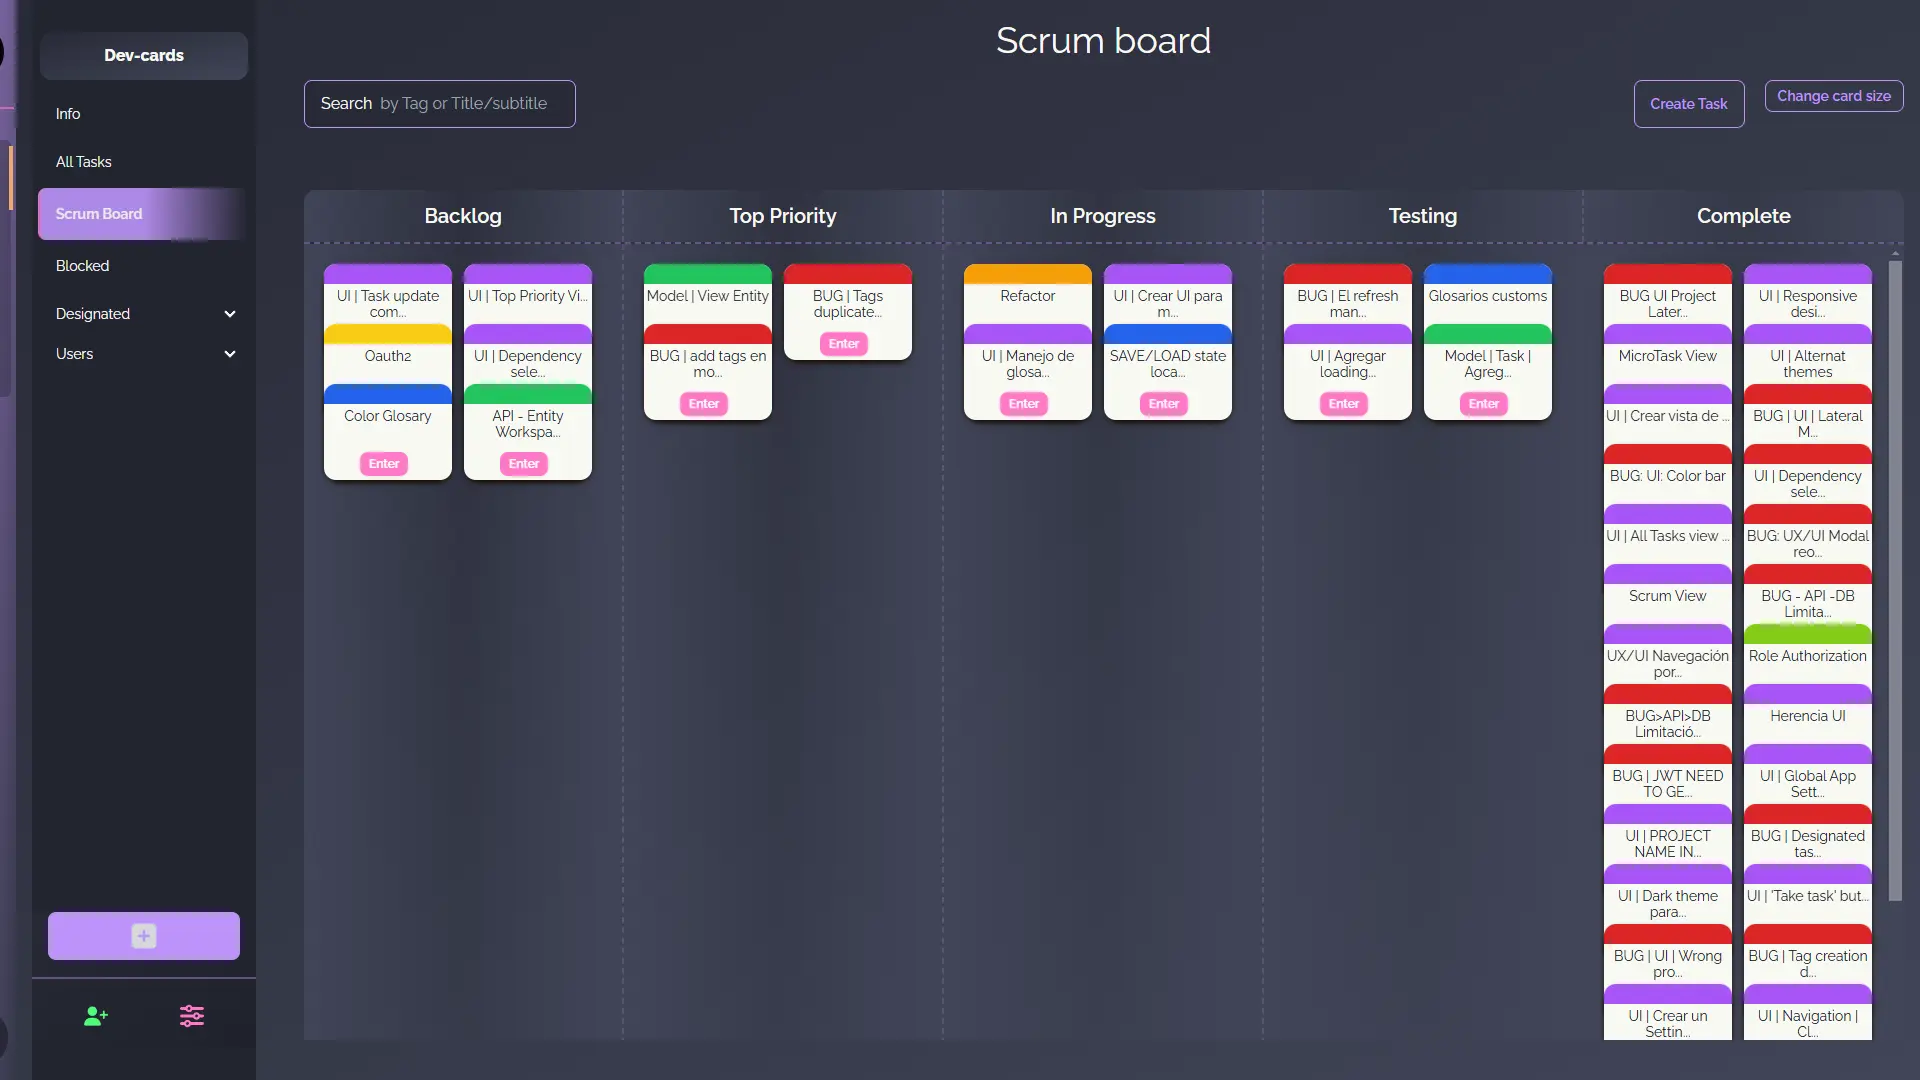 Dev-cards
Info
All Tasks
Scrum Board
Blocked
Designated
Users
Scrum board
Search by Tag or Title/subtitle
Create Task
Change card size
Backlog
UI | Task update
com...
Oauth2
Color Glosary
Enter
UI | Top Priority Vi...
UI | Dependency
sele...
API - Entity
Workspa...
Enter
Top Priority
Model | View Entity
BUG | add tags en
mo...
Enter
BUG | Tags
duplicate...
Enter
In Progress
Refactor
UI | Manejo de
glosa...
Enter
UI | Crear UI para
m...
SAVE/LOAD state
loca...
Enter
Testing
BUG | El refresh
man...
UI | Agregar
loading...
Enter
Glosarios customs
Model | Task |
Agreg...
Enter
Complete
BUG UI Project
Later...
MicroTask View
UI | Crear vista de ...
BUG: UI: Color bar
UI | All Tasks view ...
Scrum View
UX/UI Navegación
por...
BUG>API>DB
Limitació...
BUG | JWT NEED
TO GE...
UI | PROJECT
NAME IN...
UI | Dark theme
para...
BUG | UI | Wrong
pro...
UI | Crear un
Settin...
UI | Responsive
desi...
UI | Alternat
themes
BUG | UI | Lateral
M...
UI | Dependency
sele...
BUG: UX/UI Modal
reo...
BUG - API -DB
Limita...
Role Authorization
Herencia UI
UI | Global App
Sett...
BUG | Designated
tas...
UI | 'Take task' but...
BUG | Tag creation
d...
UI | Navigation |
Cl...